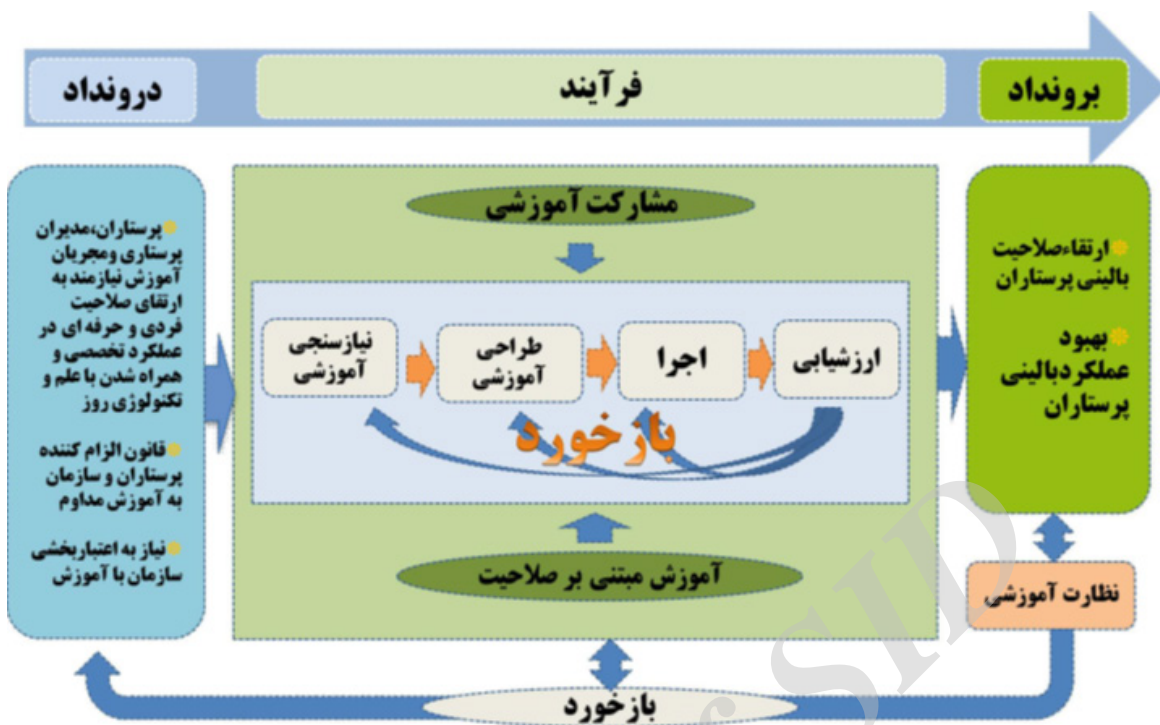 درونداد
فرآیند
برونداد
پرستاران،مدیران
پرستاری ومجریان
آموزش نیازمند به
ارتقای صلاحیت
فردی و حرفه ای در
عملکرد تخصصی و
همراه شدن با علم و
تکنولوژی روز
قانون الزام کننده
پرستاران و سازمان
به آموزش مداوم
نیاز به اعتباربخشی
سازمان با آموزش
مشارکت آموزشی
نیازسنجی
آموزشی
طراحی
آموزشی
اجرا
ارزشیابی
بازخورد
آموزش مبتنی بر صلاحیت
ارتقاءصلاحیت
بالینی پرستاران
بهبود
عملکردبالینی
پرستاران
نظارت آموزشی
بازخورد
SID